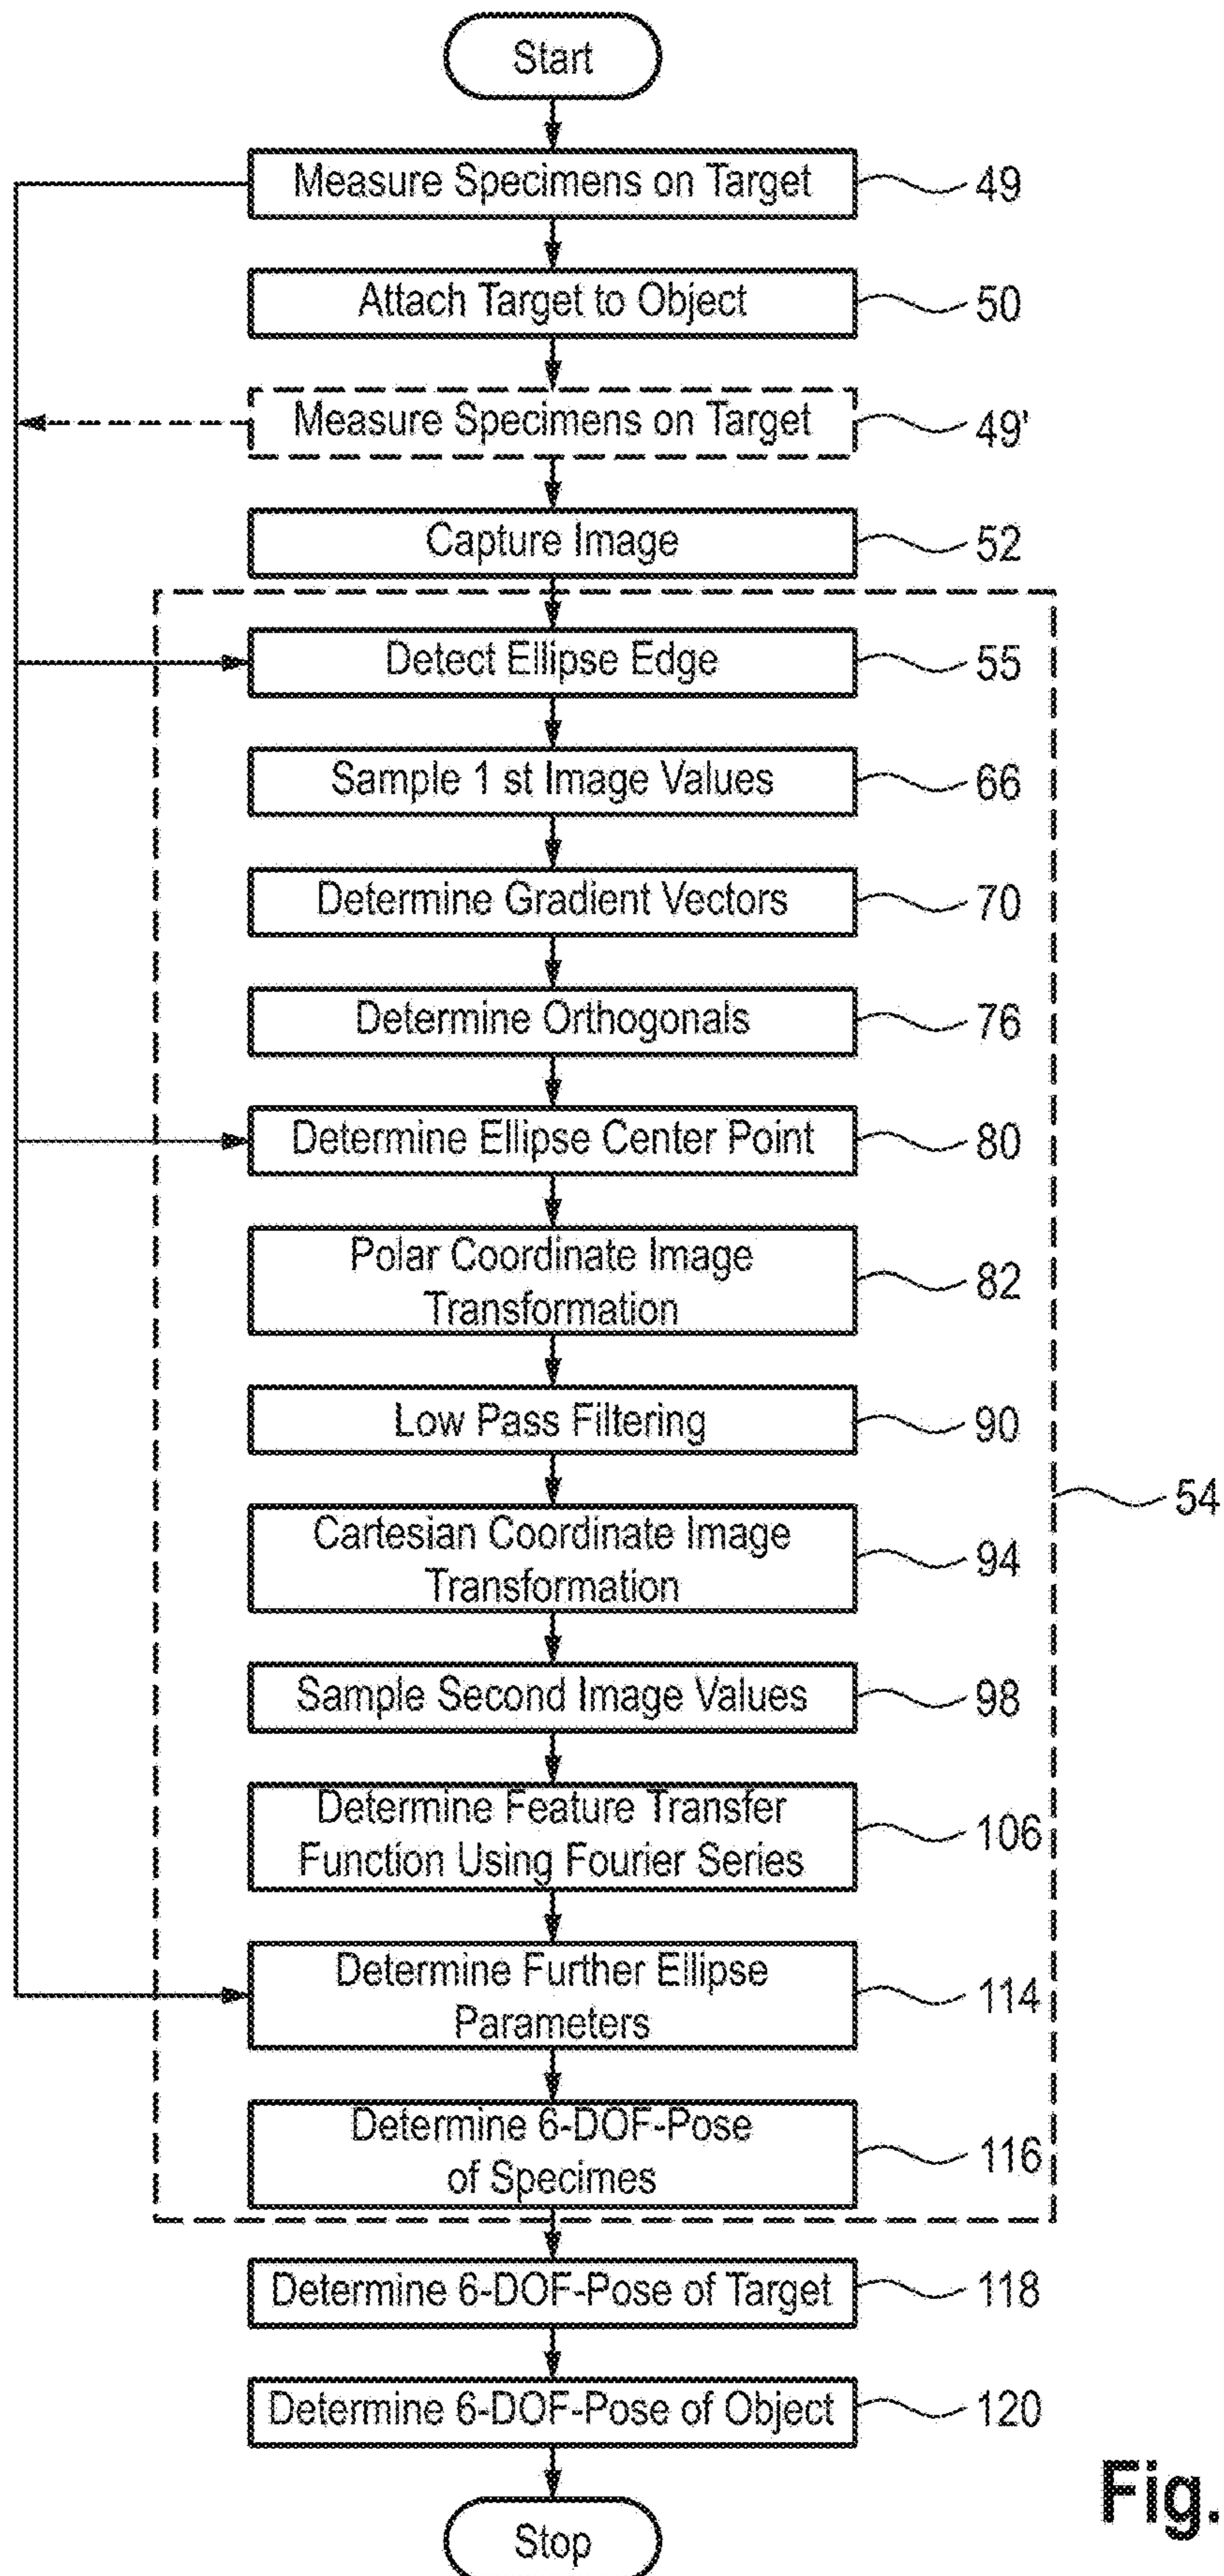 Start
Measure Specimens on Target 49
Attach Target to Object 50
Measure Specimens on Target 49'
Capture Image 52
Detect Ellipse Edge 55
Sample 1 st Image Values 66
Determine Gradient Vectors 70
Determine Orthogonals 76
Determine Ellipse Center Point 80
Polar Coordinate Image
Transformation
82
Low Pass Filtering 90
54
Cartesian Coordinate Image
Transformation
94
Sample Second Image Values 98
Determine Feature Transfer
Function Using Fourier Series
106
Determine Further Ellipse
Parameters
114
Determine 6-DOF-Pose
of Specimes
116
Determine 6-DOF-Pose of Target 118
Determine 6-DOF-Pose of Object 120
Stop
Fig.